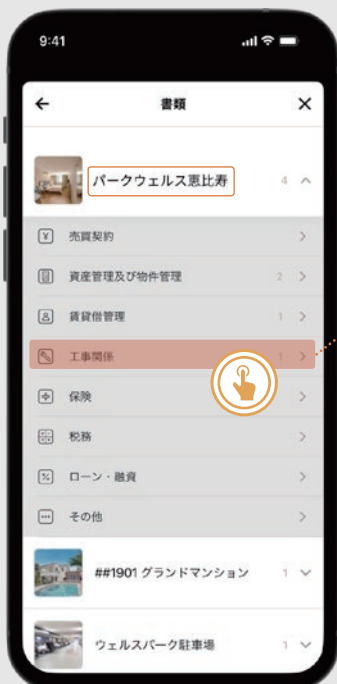 9:41
書類
パークウェルス恵比寿 4
売買契約
資産管理及び物件管理 2
賃貸借管理 1
工事関係 1
保険
税務
ローン・融資
その他
##1901 グランドマンション 1
ウェルスパーク駐車場 1